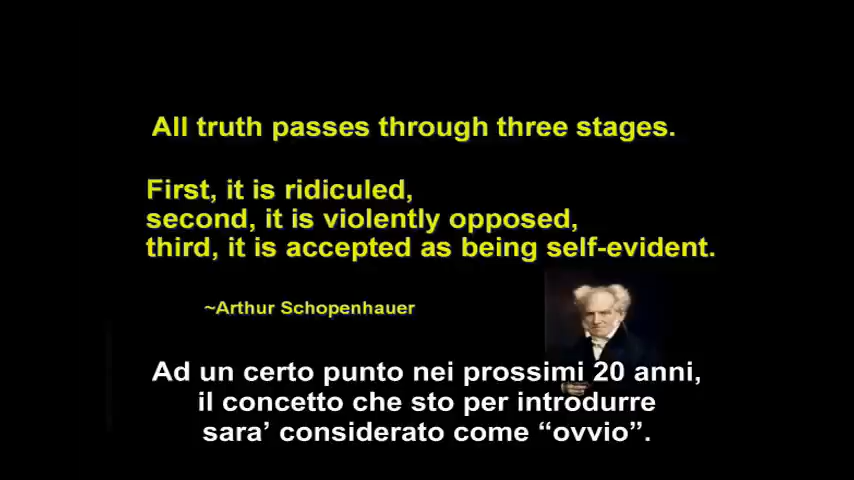 All truth passes through three stages.
First, it is ridiculed,
second, it is violently opposed,
third, it is accepted as being self-evident.
~Arthur Schopenhauer
Ad un certo punto nei prossimi 20 anni,
il concetto che sto per introdurre
sara’ considerato come “ovvio”.